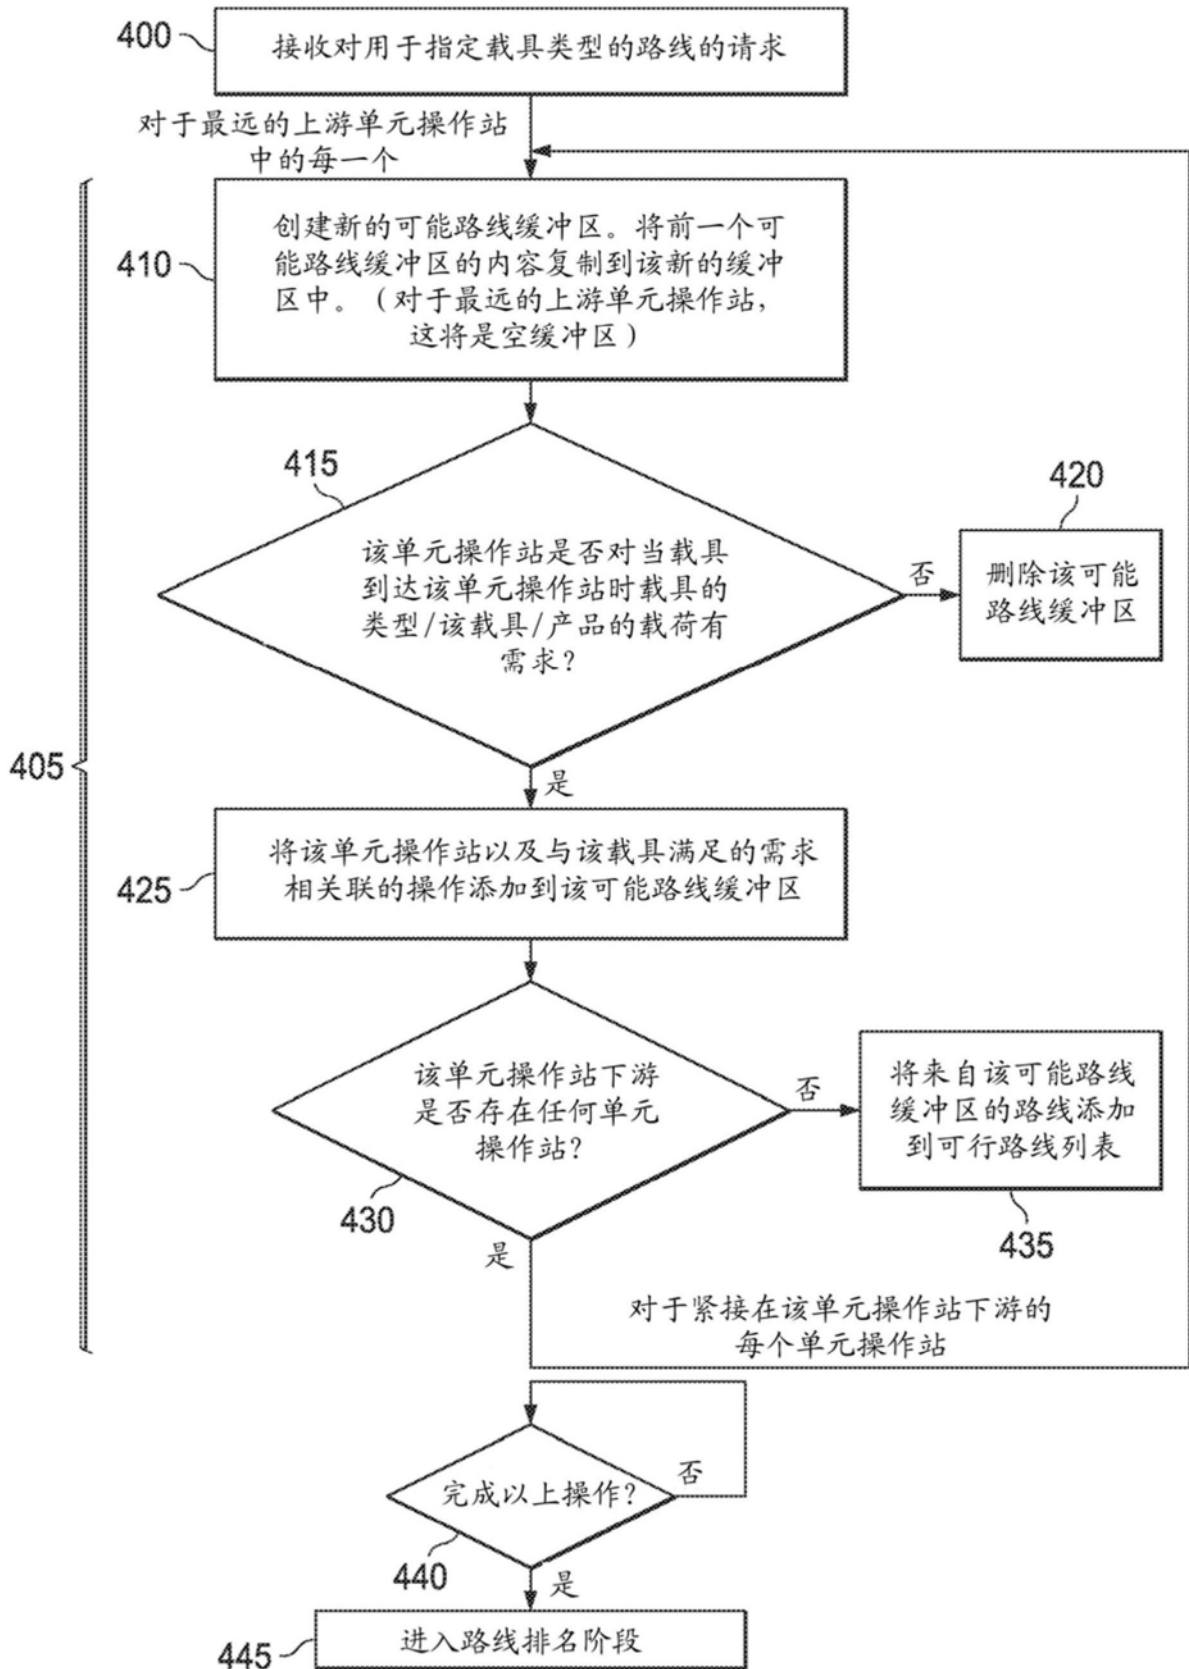 400
接收对用于指定载具类型的路线的请求
对于最远的上游单元操作站
中的每一个
405
410
创建新的可能路线缓冲区。将前一个可
能路线缓冲区的内容复制到该新的缓冲
区中。（对于最远的上游单元操作站，
这将是空缓冲区）
415
该单元操作站是否对当载具
到达该单元操作站时载具的
类型/该载具/产品的载荷有
需求？
否
420
删除该可能
路线缓冲区
是
425
将该单元操作站以及与该载具满足的需求
相关联的操作添加到该可能路线缓冲区
该单元操作站下游
是否存在任何单元
操作站？
430
否
将来自该可能路线
缓冲区的路线添加
到可行路线列表
435
是
对于紧接在该单元操作站下游的
每个单元操作站
完成以上操作？
否
440
是
445
进入路线排名阶段